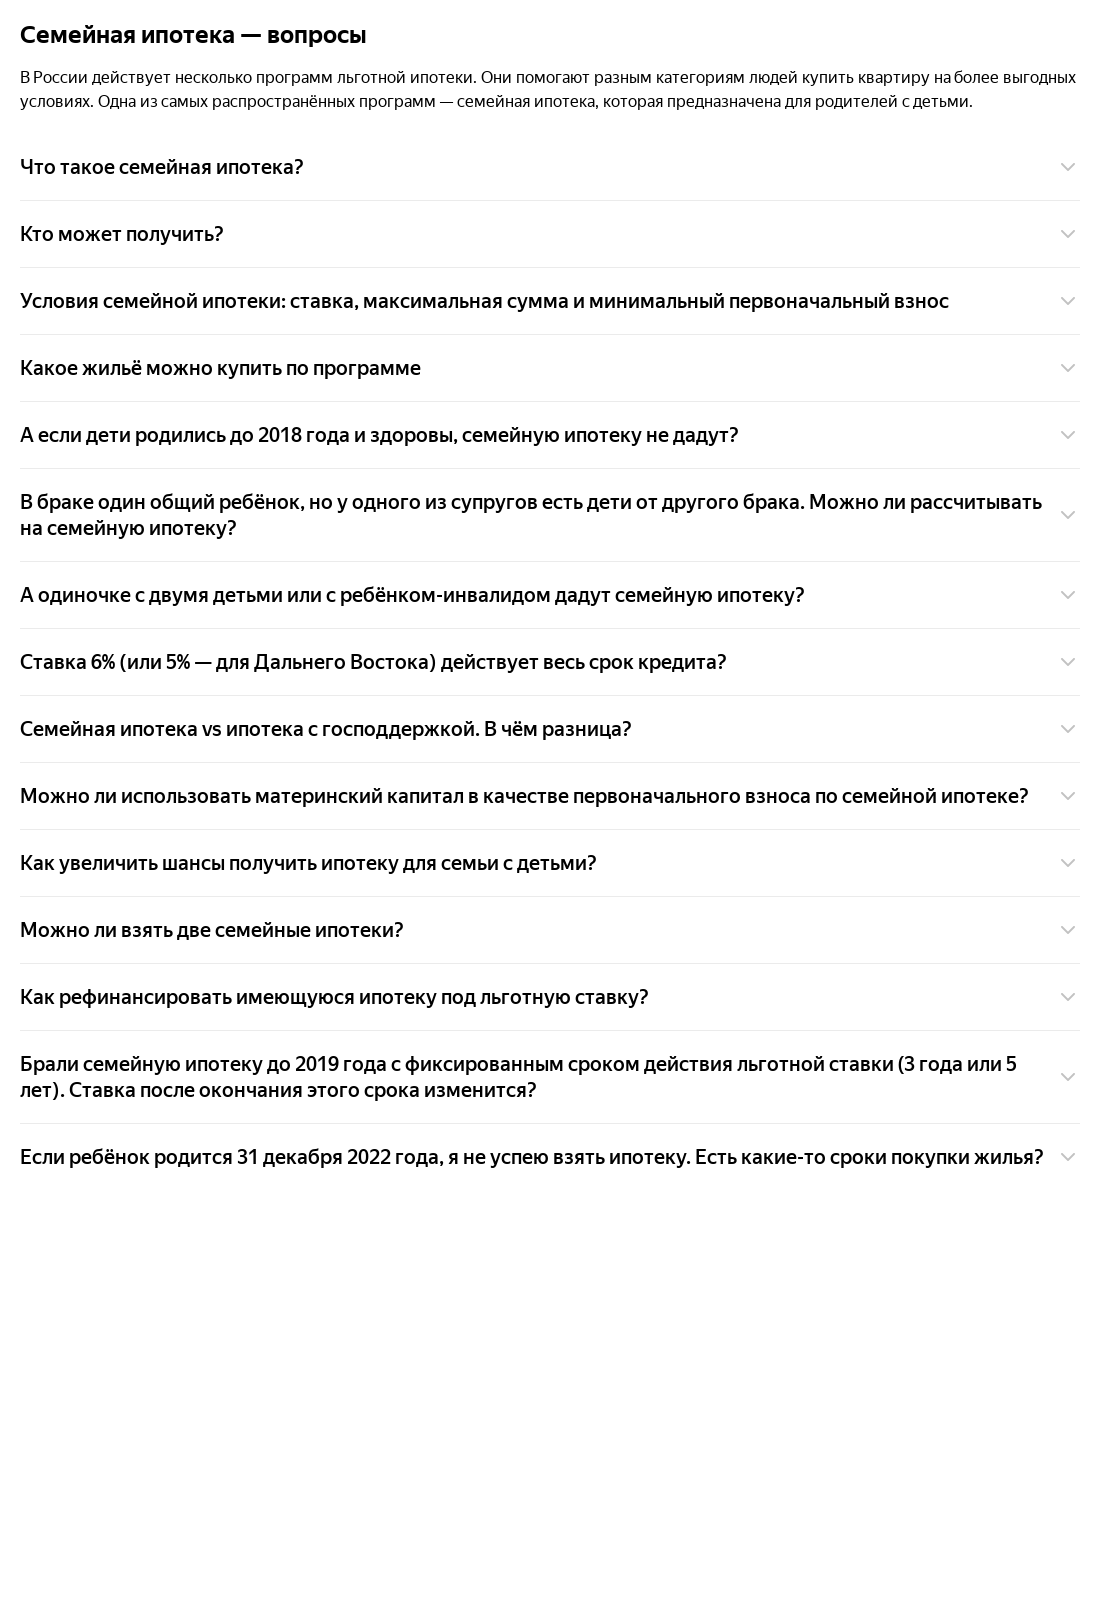 Семейная ипотека — вопросы
В России действует несколько программ льготной ипотеки. Они помогают разным категориям людей купить квартиру на более выгодных
условиях. Одна из самых распространённых программ — семейная ипотека, которая предназначена для родителей с детьми.
Что такое семейная ипотека?
Кто может получить?
Условия семейной ипотеки: ставка, максимальная сумма и минимальный первоначальный взнос
Какое жильё можно купить по программе
А если дети родились до 2018 года и здоровы, семейную ипотеку не дадут?
В браке один общий ребёнок, но у одного из супругов есть дети от другого брака. Можно ли рассчитывать
на семейную ипотеку?
А одиночке с двумя детьми или с ребёнком-инвалидом дадут семейную ипотеку?
Ставка 6% (или 5% — для Дальнего Востока) действует весь срок кредита?
Семейная ипотека vs ипотека с господдержкой. В чём разница?
Можно ли использовать материнский капитал в качестве первоначального взноса по семейной ипотеке?
Как увеличить шансы получить ипотеку для семьи с детьми?
Можно ли взять две семейные ипотеки?
Как рефинансировать имеющуюся ипотеку под льготную ставку?
Брали семейную ипотеку до 2019 года с фиксированным сроком действия льготной ставки (3 года или 5
лет). Ставка после окончания этого срока изменится?
Если ребёнок родится 31 декабря 2022 года, я не успею взять ипотеку. Есть какие-то сроки покупки жилья?